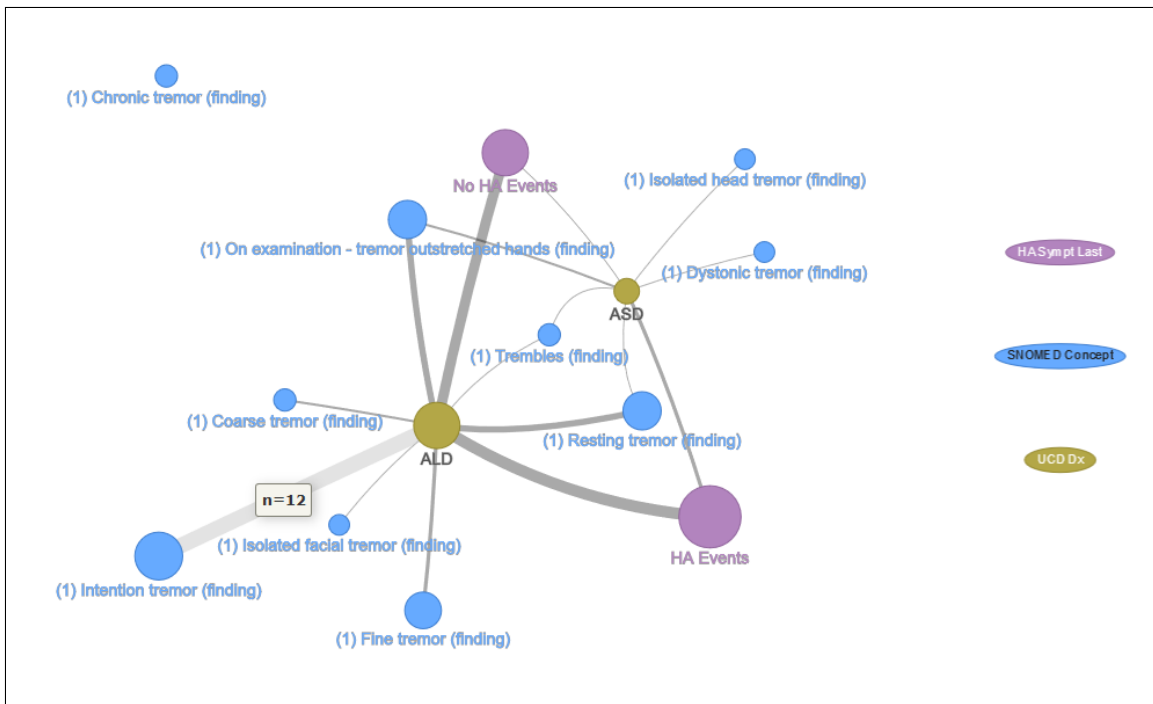 (1) Chronic tremor (finding)
No HA Events
(1) Isolated head tremor (finding)
(1) On examination - tremor outstretched hands (finding)
HASympt Last
(1) Dystonic tremor (finding)
ASD
(1) Trembles (finding)
SNOMED Concept
(1) Coarse tremor (finding)
(1) Resting tremor (finding)
ALD
UCD Dx
n=12
(1) Isolated facial tremor (finding)
HA Events
(1) Intention tremor (finding)
(1) Fine tremor (finding)